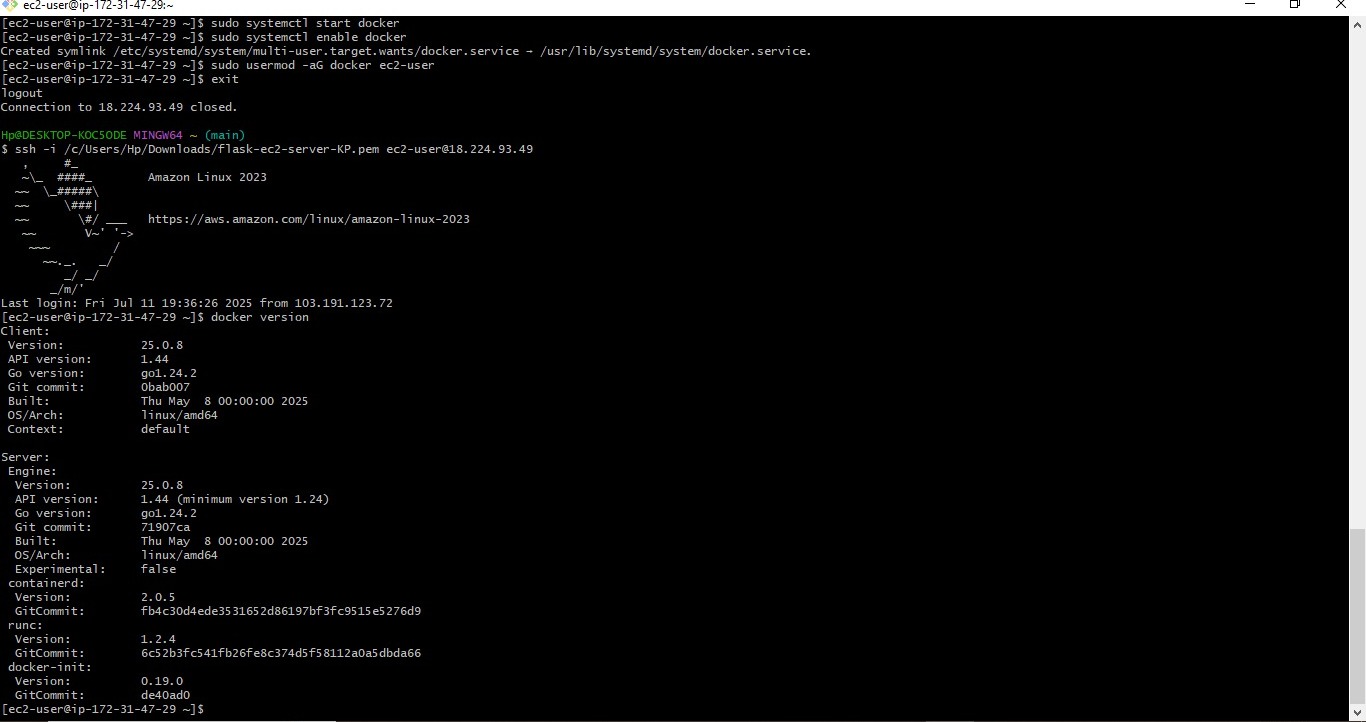 ec2-user@ip-172-31-47-29:~
[ec2-user@ip-172-31-47-29 ~]$ sudo systemctl start docker
[ec2-user@ip-172-31-47-29 ~]$ sudo systemctl enable docker
Created symlink /etc/systemd/system/multi-user.target.wants/docker.service → /usr/lib/systemd/system/docker.service.
[ec2-user@ip-172-31-47-29 ~]$ sudo usermod -aG docker ec2-user
[ec2-user@ip-172-31-47-29 ~]$ exit
logout
Connection to 18.224.93.49 closed.

Hp@DESKTOP-KOC5ODE MINGW64 ~ (main)
$ ssh -i /c/Users/Hp/Downloads/flask-ec2-server-KP.pem ec2-user@18.224.93.49
   ,     #_
   ~\_  ####_        Amazon Linux 2023
  ~~  \_#####\
  ~~     \###|
  ~~       \#/ ___   https://aws.amazon.com/linux/amazon-linux-2023
   ~~       V~' '->
    ~~~         /
      ~~._.   _/
         _/ _/
       _/m/'
Last login: Fri Jul 11 19:36:26 2025 from 103.191.123.72
[ec2-user@ip-172-31-47-29 ~]$ docker version
Client:
 Version:           25.0.8
 API version:       1.44
 Go version:        go1.24.2
 Git commit:        0bab007
 Built:             Thu May  8 00:00:00 2025
 OS/Arch:           linux/amd64
 Context:           default

Server:
 Engine:
  Version:          25.0.8
  API version:      1.44 (minimum version 1.24)
  Go version:       go1.24.2
  Git commit:       71907ca
  Built:            Thu May  8 00:00:00 2025
  OS/Arch:          linux/amd64
  Experimental:     false
 containerd:
  Version:          2.0.5
  GitCommit:        fb4c30d4ede3531652d86197bf3fc9515e5276d9
 runc:
  Version:          1.2.4
  GitCommit:        6c52b3fc541fb26fe8c374d5f58112a0a5dbda66
 docker-init:
  Version:          0.19.0
  GitCommit:        de40ad0
[ec2-user@ip-172-31-47-29 ~]$